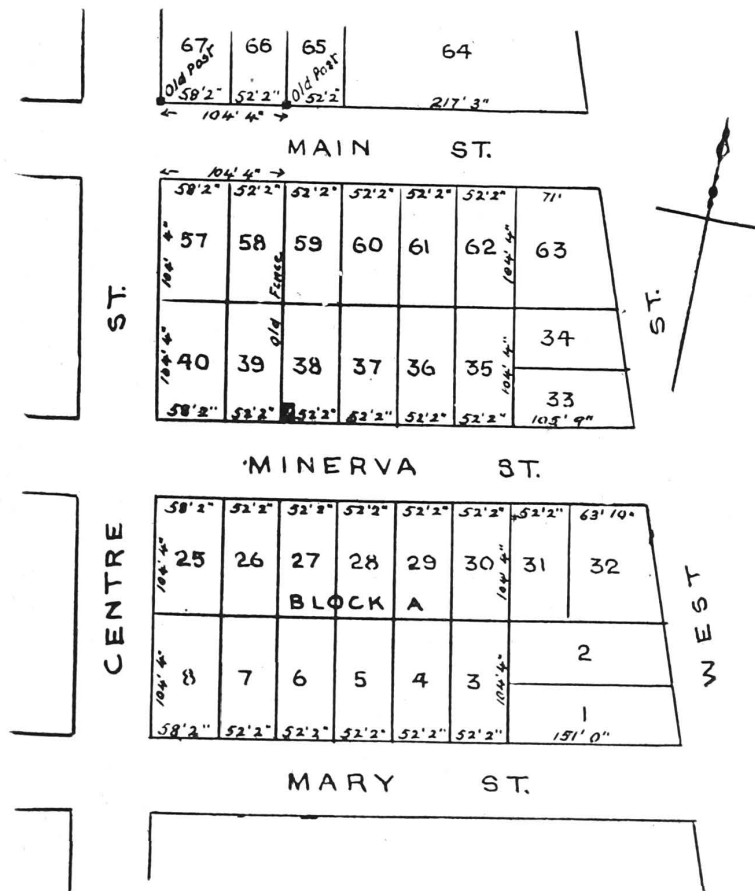 67 66 65 64
Old Post Old Post
58'2" 52'2" 52'2 217'3"
104' 4"
MAIN ST.
104' 4"
58'2" 52'2" 52'2" 52'2" 52'2" 52'2" 71'
104' 4" 104' 4"
57 58 59 60 61 62 63
Old Fence
ST. ST.
34
104' 4" 104' 4"
40 39 38 37 36 35
33
58'2" 52'2" 52'2" 52'2" 52'2" 52'2" 105' 9"
MINERVA ST.
58'2" 52'2" 52'2" 52'2" 52'2" 52'2" 52'2" 63' 10"
104' 4" 104' 4"
25 26 27 28 29 30 31 32
BLOCK A
CENTRE WEST
2
104' 4" 104' 4"
8 7 6 5 4 3
1
58'2" 52'2" 52'2" 52'2" 52'2" 52'2" 151' 0"
MARY ST.